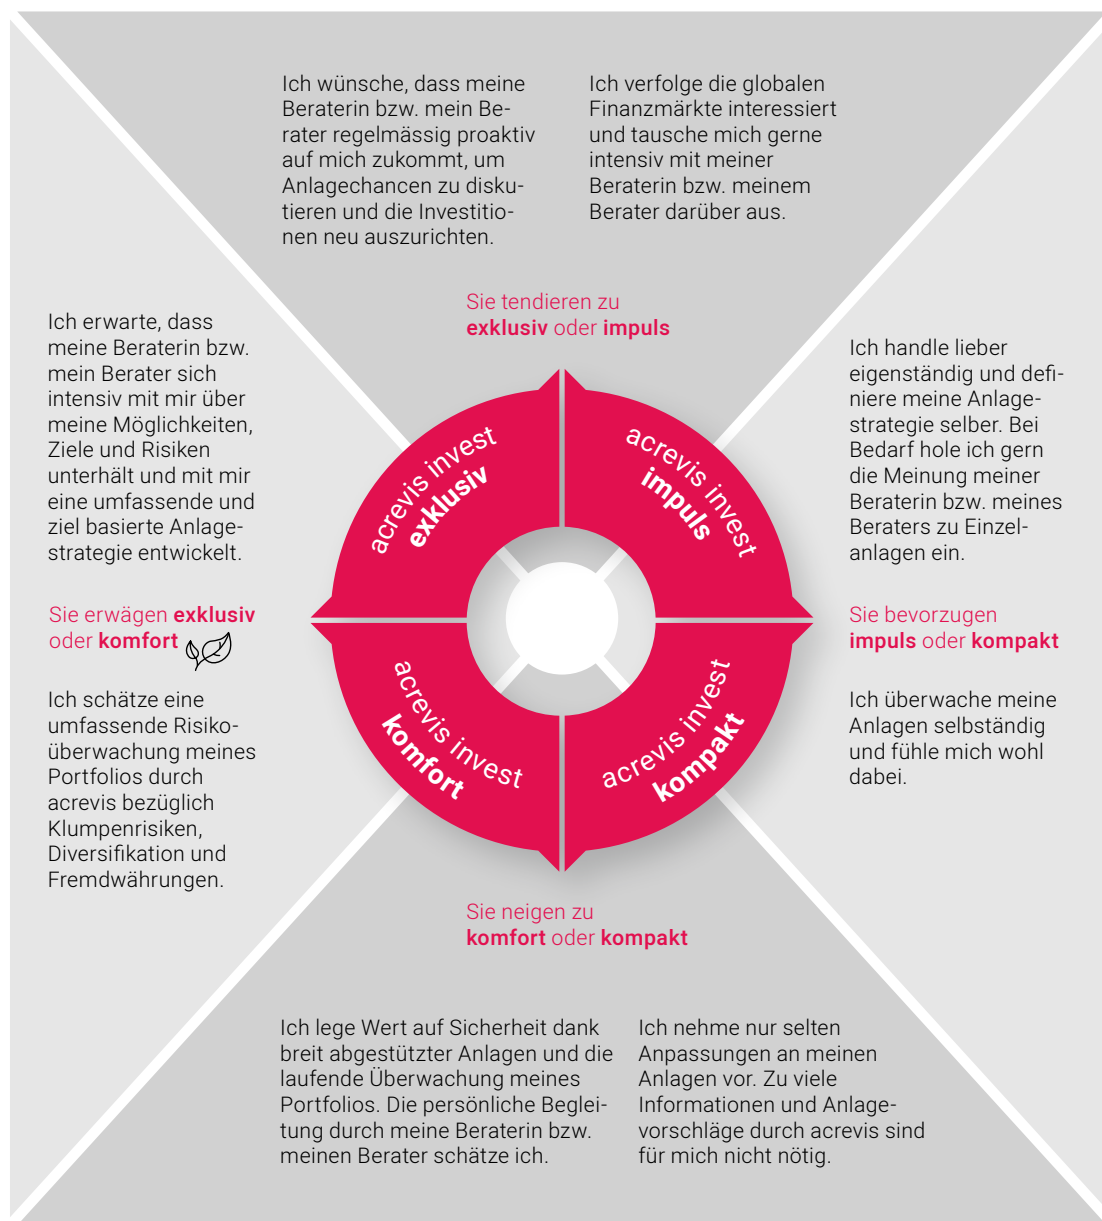 Ich wünsche, dass meine
Beraterin bzw. mein Be-
rater regelmässig proaktiv
auf mich zukommt, um
Anlagechancen zu disku-
tieren und die Investitio-
nen neu auszurichten.
Ich verfolge die globalen
Finanzmärkte interessiert
und tausche mich gerne
intensiv mit meiner
Beraterin bzw. meinem
Berater darüber aus.
Sie tendieren zu
exklusiv oder impuls
Ich erwarte, dass
meine Beraterin bzw.
mein Berater sich
intensiv mit mir über
meine Möglichkeiten,
Ziele und Risiken
unterhält und mit mir
eine umfassende und
ziel basierte Anlage-
strategie entwickelt.
Sie erwägen exklusiv
oder komfort
Ich schätze eine
umfassende Risiko-
überwachung meines
Portfolios durch
acrevis bezüglich
Klumpenrisiken,
Diversifikation und
Fremdwährungen.
acrevis invest
exklusiv
acrevis invest
impuls
acrevis invest
komfort
acrevis invest
kompakt
Ich handle lieber
eigenständig und defi-
niere meine Anlage-
strategie selber. Bei
Bedarf hole ich gern
die Meinung meiner
Beraterin bzw. meines
Beraters zu Einzel-
anlagen ein.
Sie bevorzugen
impuls oder kompakt
Ich überwache meine
Anlagen selbständig
und fühle mich wohl
dabei.
Sie neigen zu
komfort oder kompakt
Ich lege Wert auf Sicherheit dank
breit abgestützter Anlagen und die
laufende Überwachung meines
Portfolios. Die persönliche Beglei-
tung durch meine Beraterin bzw.
meinen Berater schätze ich.
Ich nehme nur selten
Anpassungen an meinen
Anlagen vor. Zu viele
Informationen und Anlage-
vorschläge durch acrevis sind
für mich nicht nötig.